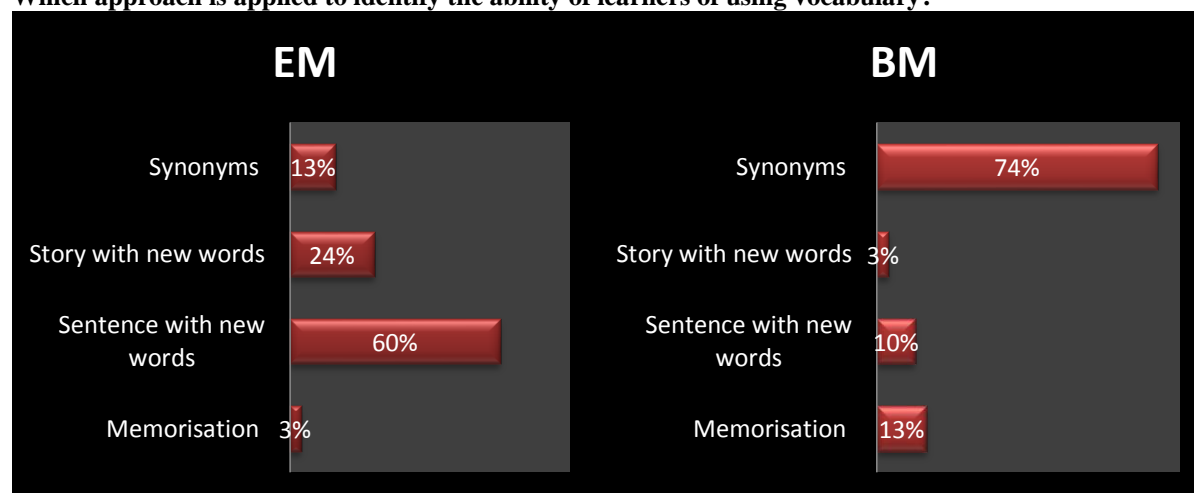 Which approach is applied to identify the ability of learners of using vocabulary?
EM
Synonyms 13%
Story with new words 24%
Sentence with new
words 60%
Memorisation 3%
BM
Synonyms 74%
Story with new words 3%
Sentence with new
words 10%
Memorisation 13%